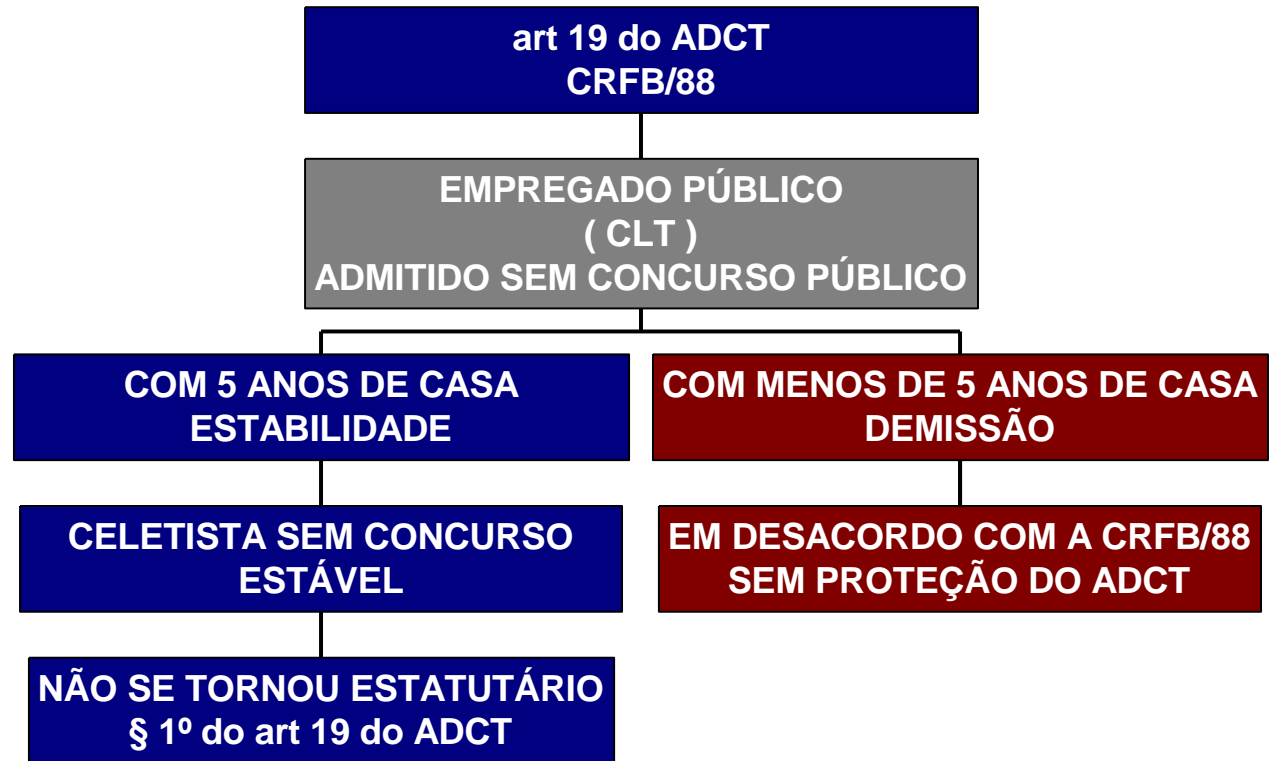 art 19 do ADCT
CRFB/88
EMPREGADO PÚBLICO
( CLT )
ADMITIDO SEM CONCURSO PÚBLICO
COM 5 ANOS DE CASA
ESTABILIDADE
COM MENOS DE 5 ANOS DE CASA
DEMISSÃO
CELETISTA SEM CONCURSO
ESTÁVEL
EM DESACORDO COM A CRFB/88
SEM PROTEÇÃO DO ADCT
NÃO SE TORNOU ESTATUTÁRIO
§ 1º do art 19 do ADCT